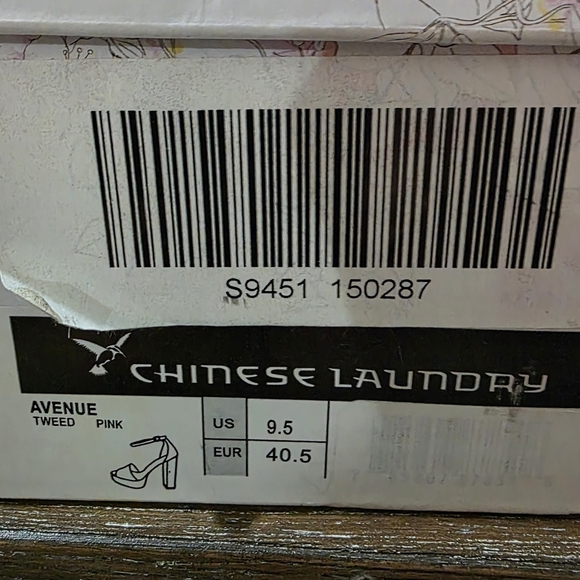 S9451 150287
CHINESE LAUNDRY
AVENUE
TWEED PINK
US 9.5
EUR 40.5